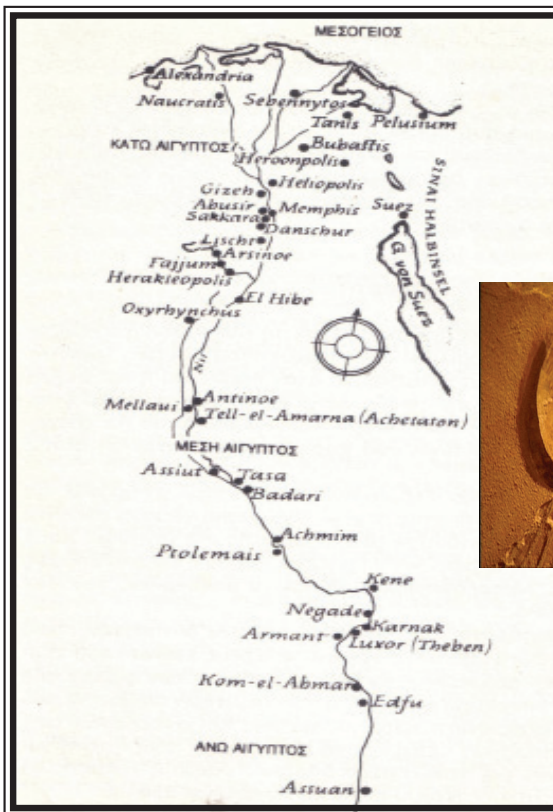 ΜΕΣΟΓΕΙΟΣ
Alexandria
Naucratis
Sebennytos
Tanis
Pelusium
ΚΑΤΩ ΑΙΓΥΠΤΟΣ
Bubastis
Heroonpolis
SINAI HALBINSEL
Heliopolis
Gizeh
Abusir
Memphis
Suez
Sakkara
Danschur
Lischt
Arsinoe
G. von Suez
Fajjum
Herakleopolis
El Hibe
Oxyrhynchus
Nil
Antinoe
Mellaui
Tell-el-Amarna (Achetaton)
ΜΕΣΗ ΑΙΓΥΠΤΟΣ
Assiut
Tasa
Badari
Achmim
Ptolemais
Kene
Negade
Karnak
Armant
Luxor (Theben)
Kom-el-Ahmar
Edfu
ΑΝΩ ΑΙΓΥΠΤΟΣ
Assuan